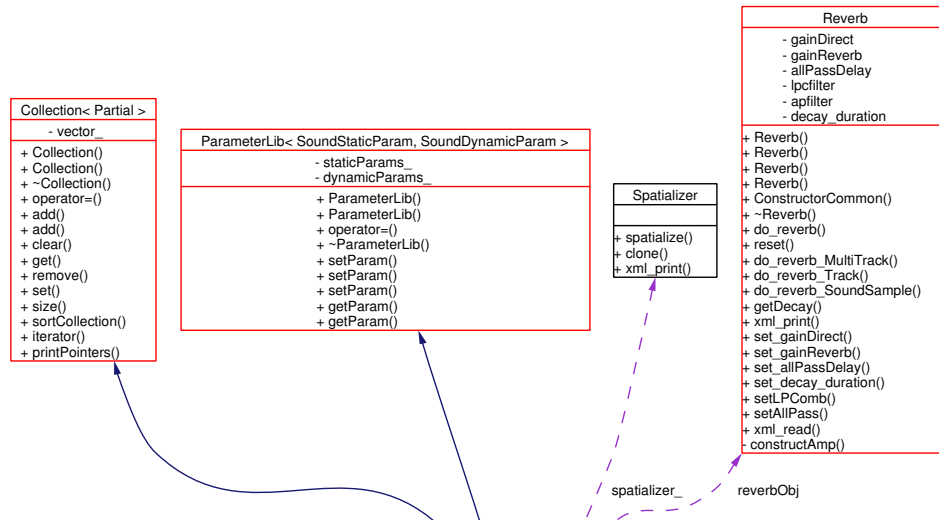 Collection< Partial >
- vector_
+ Collection()
+ Collection()
+ ~Collection()
+ operator=()
+ add()
+ add()
+ clear()
+ get()
+ remove()
+ set()
+ size()
+ sortCollection()
+ iterator()
+ printPointers()
ParameterLib< SoundStaticParam, SoundDynamicParam >
- staticParams_
- dynamicParams_
+ ParameterLib()
+ ParameterLib()
+ operator=()
+ ~ParameterLib()
+ setParam()
+ setParam()
+ setParam()
+ getParam()
+ getParam()
Spatializer
+ spatialize()
+ clone()
+ xml_print()
Reverb
- gainDirect
- gainReverb
- allPassDelay
- lpcfilter
- apfilter
- decay_duration
+ Reverb()
+ Reverb()
+ Reverb()
+ Reverb()
+ ConstructorCommon()
+ ~Reverb()
+ do_reverb()
+ reset()
+ do_reverb_MultiTrack()
+ do_reverb_Track()
+ do_reverb_SoundSample()
+ getDecay()
+ xml_print()
+ set_gainDirect()
+ set_gainReverb()
+ set_allPassDelay()
+ set_decay_duration()
+ setLPComb()
+ setAllPass()
+ xml_read()
- constructAmp()
spatializer_
reverbObj